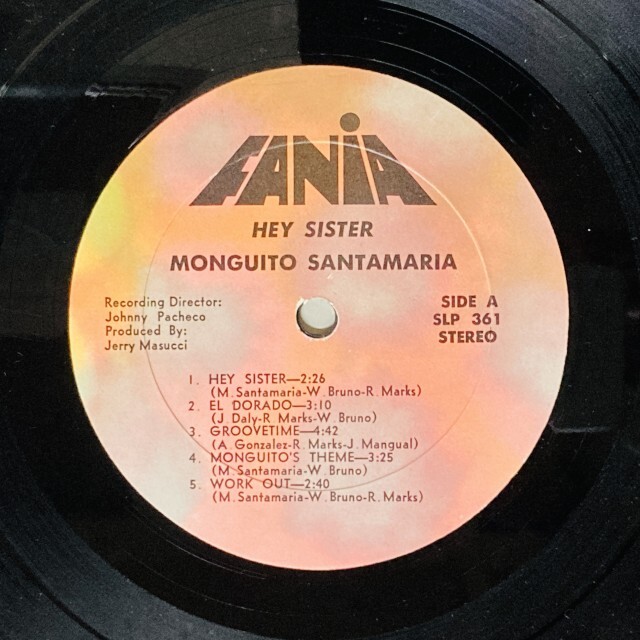 FANIA
HEY SISTER
MONGUITO SANTAMARIA
Recording Director:
Johnny Pacheco
Produced By:
Jerry Masucci
SIDE A
SLP 361
STEREO
1. HEY SISTER—2:26
(M. Santamaria-W. Bruno-R. Marks)
2. EL DORADO—3:10
(J. Daly-R. Marks-W. Bruno)
3. GROOVETIME—4:42
(A. Gonzalez-R. Marks-J. Mangual)
4. MONGUITO'S THEME—3:25
(M. Santamaria-W. Bruno)
5. WORK OUT—2:40
(M. Santamaria-W. Bruno-R. Marks)